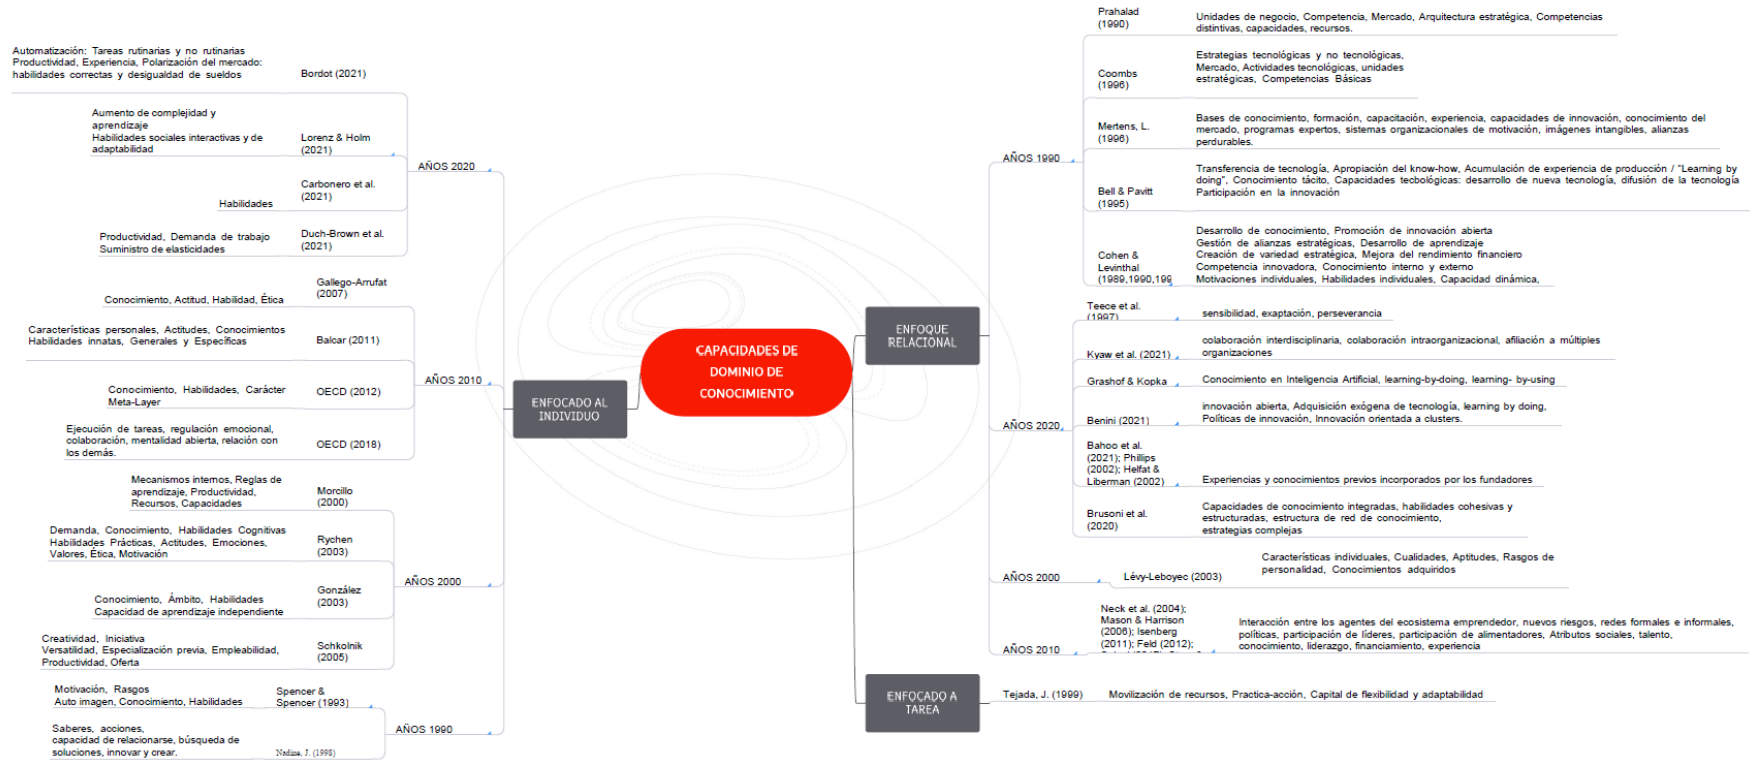 CAPACIDADES DE
DOMINIO DE
CONOCIMIENTO
ENFOCADO AL
INDIVIDUO
AÑOS 2020
Bordot (2021)
Automatización: Tareas rutinarias y no rutinarias
Productividad, Experiencia, Polarización del mercado:
habilidades correctas y desigualdad de sueldos
Lorenz & Holm
(2021)
Aumento de complejidad y
aprendizaje
Habilidades sociales interactivas y de
adaptabilidad
Carbonero et al.
(2021)
Habilidades
Duch-Brown et al.
(2021)
Productividad, Demanda de trabajo
Suministro de elasticidades
AÑOS 2010
Gallego-Arrufat
(2007)
Conocimiento, Actitud, Habilidad, Ética
Balcar (2011)
Características personales, Actitudes, Conocimientos
Habilidades innatas, Generales y Específicas
OECD (2012)
Conocimiento, Habilidades, Carácter
Meta-Layer
OECD (2018)
Ejecución de tareas, regulación emocional,
colaboración, mentalidad abierta, relación con
los demás.
AÑOS 2000
Morcillo
(2000)
Mecanismos internos, Reglas de
aprendizaje, Productividad,
Recursos, Capacidades
Rychen
(2003)
Demanda, Conocimiento, Habilidades Cognitivas
Habilidades Prácticas, Actitudes, Emociones,
Valores, Ética, Motivación
González
(2003)
Conocimiento, Ámbito, Habilidades
Capacidad de aprendizaje independiente
Schkolnik
(2005)
Creatividad, Iniciativa
Versatilidad, Especialización previa, Empleabilidad,
Productividad, Oferta
AÑOS 1990
Spencer &
Spencer (1993)
Motivación, Rasgos
Auto imagen, Conocimiento, Habilidades
Nadine, J. (1998)
Saberes, acciones,
capacidad de relacionarse, búsqueda de
soluciones, innovar y crear.
ENFOQUE
RELACIONAL
AÑOS 1990
Prahalad
(1990)
Unidades de negocio, Competencia, Mercado, Arquitectura estratégica, Competencias
distintivas, capacidades, recursos.
Coombs
(1996)
Estrategias tecnológicas y no tecnológicas,
Mercado, Actividades tecnológicas, unidades
estratégicas, Competencias Básicas
Mertens, L.
(1996)
Bases de conocimiento, formación, capacitación, experiencia, capacidades de innovación, conocimiento del
mercado, programas expertos, sistemas organizacionales de motivación, imágenes intangibles, alianzas
perdurables.
Bell & Pavitt
(1995)
Transferencia de tecnología, Apropiación del know-how, Acumulación de experiencia de producción / "Learning by
doing", Conocimiento tácito, Capacidades tecbológicas: desarrollo de nueva tecnología, difusión de la tecnología
Participación en la innovación
Cohen &
Levinthal
(1989,1990,199
Desarrollo de conocimiento, Promoción de innovación abierta
Gestión de alianzas estratégicas, Desarrollo de aprendizaje
Creación de variedad estratégica, Mejora del rendimiento financiero
Competencia innovadora, Conocimiento interno y externo
Motivaciones individuales, Habilidades individuales, Capacidad dinámica,
AÑOS 2020
Teece et al.
(1997)
sensibilidad, exaptación, perseverancia
Kyaw et al. (2021)
colaboración interdisciplinaria, colaboración intraorganizacional, afiliación a múltiples
organizaciones
Grashof & Kopka
Conocimiento en Inteligencia Artificial, learning-by-doing, learning- by-using
Benini (2021)
innovación abierta, Adquisición exógena de tecnología, learning by doing,
Políticas de innovación, Innovación orientada a clusters.
Bahoo et al.
(2021); Phillips
(2002); Helfat &
Liberman (2002)
Experiencias y conocimientos previos incorporados por los fundadores
Brusoni et al.
(2020)
Capacidades de conocimiento integradas, habilidades cohesivas y
estructuradas, estructura de red de conocimiento,
estrategias complejas
AÑOS 2000
Lévy-Leboyec (2003)
Características individuales, Cualidades, Aptitudes, Rasgos de
personalidad, Conocimientos adquiridos
AÑOS 2010
Neck et al. (2004);
Mason & Harrison
(2006); Isenberg
(2011); Feld (2012);
Interacción entre los agentes del ecosistema emprendedor, nuevos riesgos, redes formales e informales,
políticas, participación de líderes, participación de alimentadores, Atributos sociales, talento,
conocimiento, liderazgo, financiamiento, experiencia
ENFOCADO A
TAREA
Tejada, J. (1999)
Movilización de recursos, Practica-acción, Capital de flexibilidad y adaptabilidad